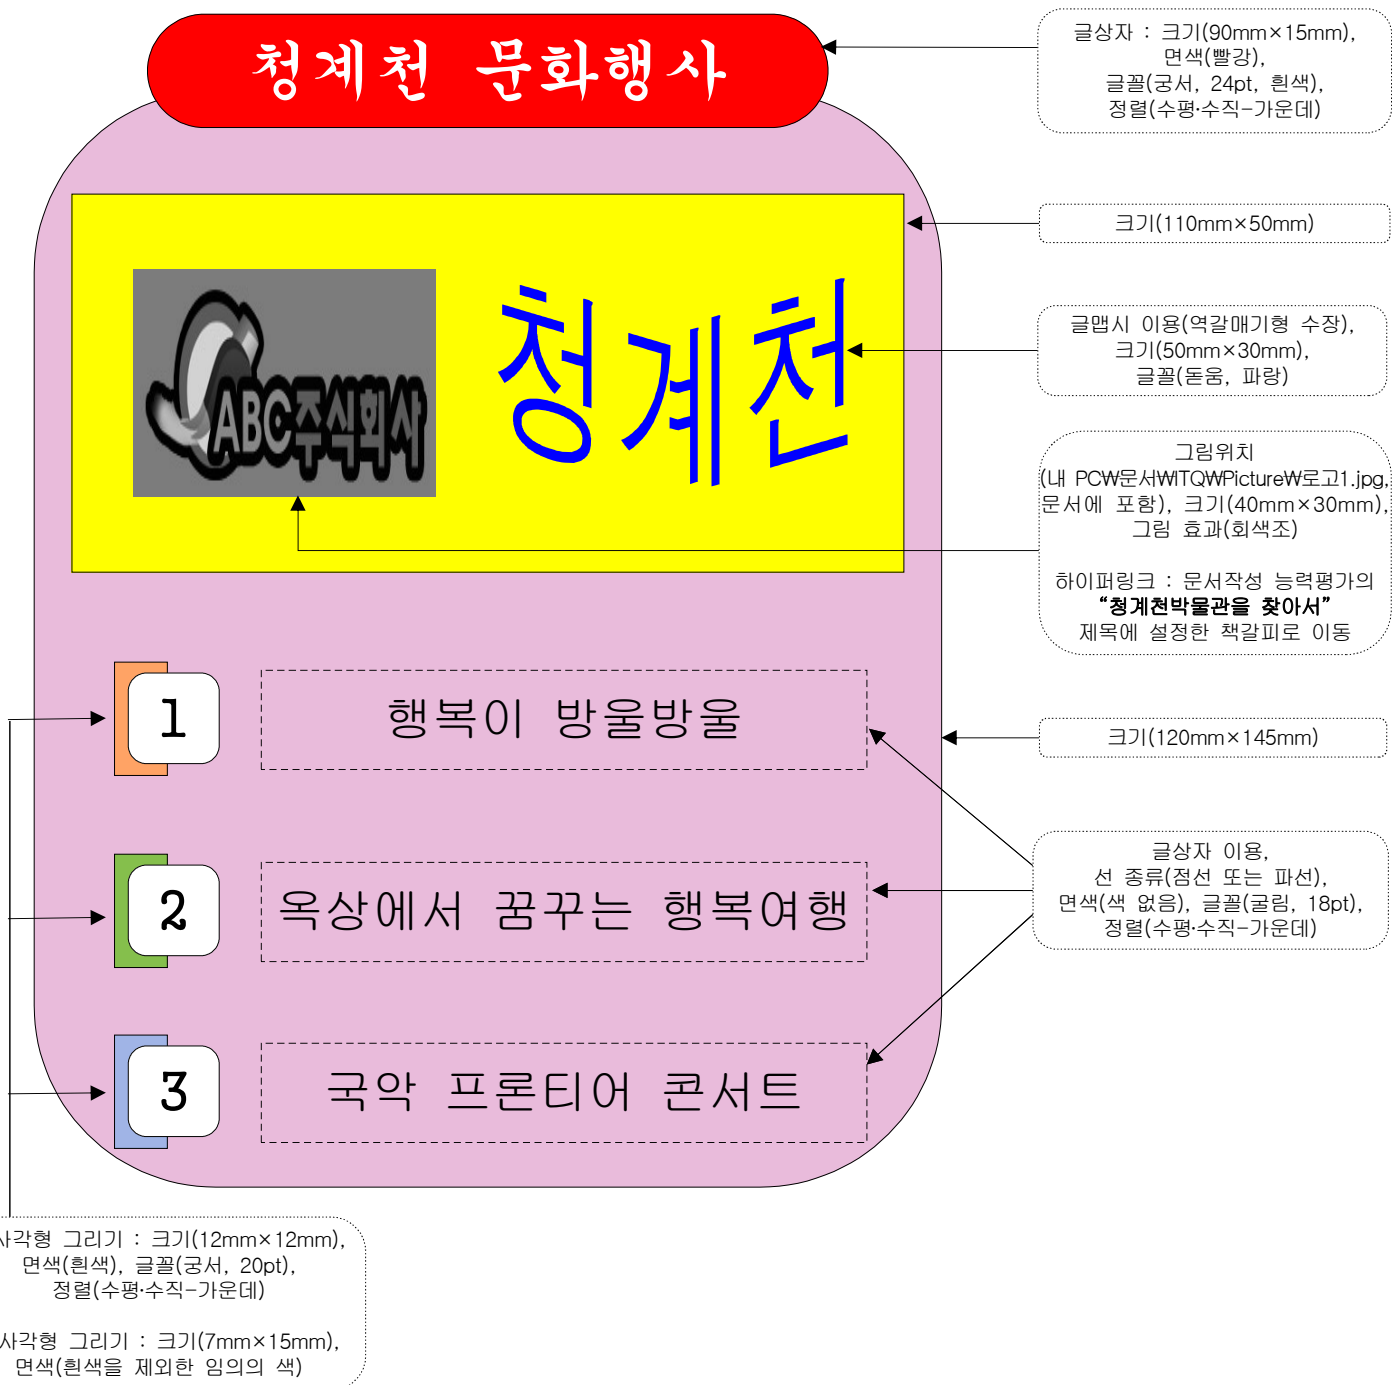 청계천 문화행사
글상자 : 크기(90mm×15mm),
면색(빨강),
글꼴(궁서, 24pt, 흰색),
정렬(수평·수직-가운데)
크기(110mm×50mm)
ABC주식회사
청계천
글맵시 이용(역갈매기형 수장),
크기(50mm×30mm),
글꼴(돋움, 파랑)
그림위치
(내 PC₩문서₩ITQ₩Picture₩로고1.jpg,
문서에 포함), 크기(40mm×30mm),
그림 효과(회색조)
하이퍼링크 : 문서작성 능력평가의
“청계천박물관을 찾아서”
제목에 설정한 책갈피로 이동
1
행복이 방울방울
크기(120mm×145mm)
2
옥상에서 꿈꾸는 행복여행
글상자 이용,
선 종류(점선 또는 파선),
면색(색 없음), 글꼴(굴림, 18pt),
정렬(수평·수직-가운데)
3
국악 프론티어 콘서트
사각형 그리기 : 크기(12mm×12mm),
면색(흰색), 글꼴(궁서, 20pt),
정렬(수평·수직-가운데)
사각형 그리기 : 크기(7mm×15mm),
면색(흰색을 제외한 임의의 색)